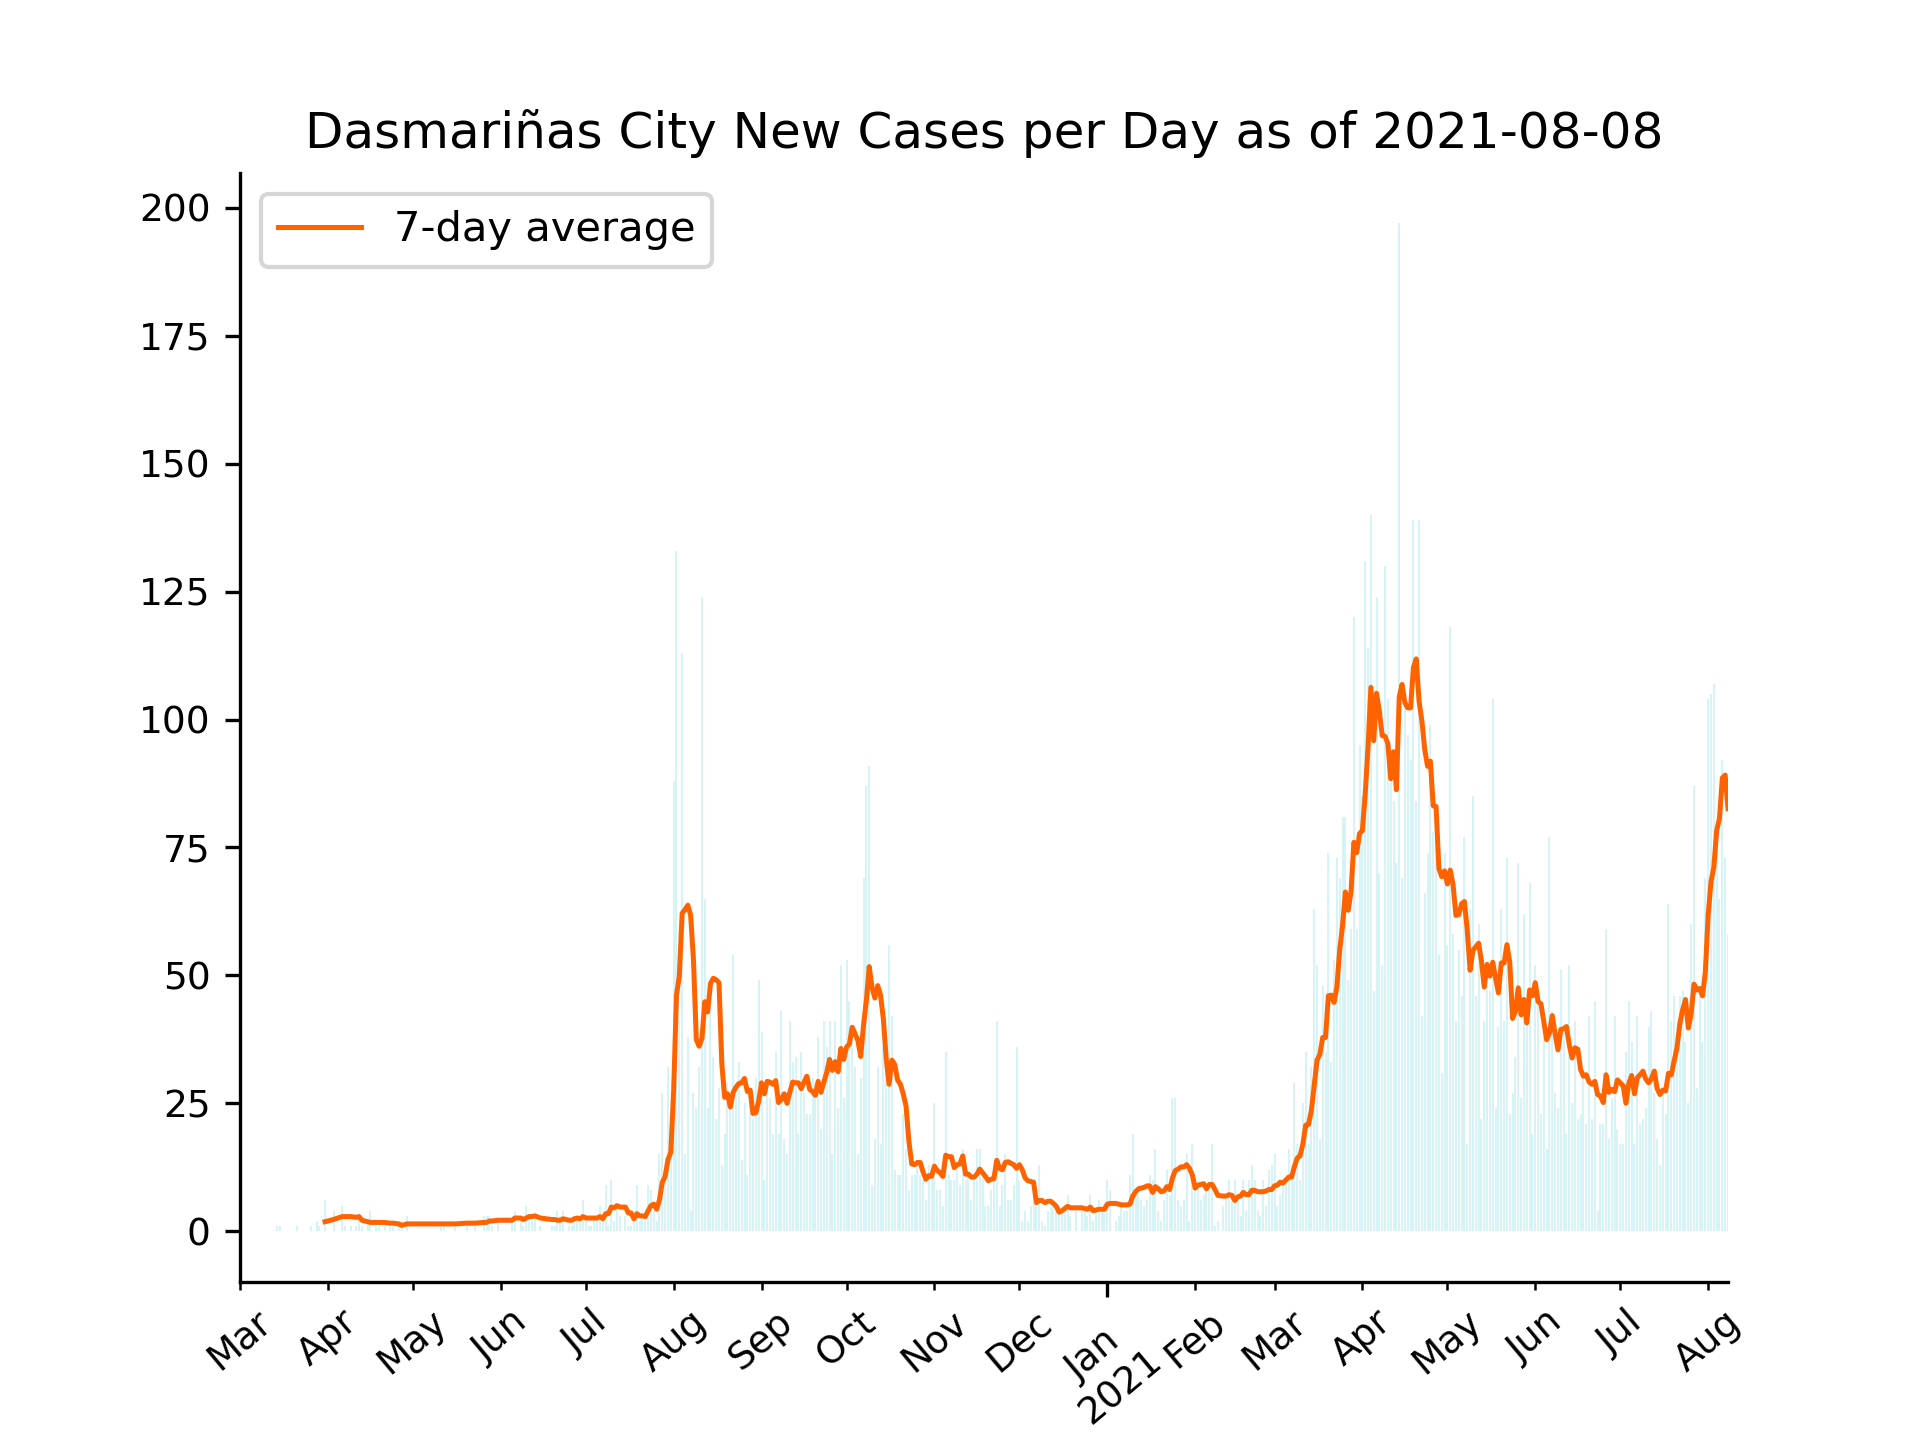 Dasmariñas City New Cases per Day as of 2021-08-08
7-day average
200
175
150
125
100
75
50
25
0
Mar
Apr
May
Jun
Jul
Aug
Sep
Oct
Nov
Dec
Jan
2021
Feb
Mar
Apr
May
Jun
Jul
Aug